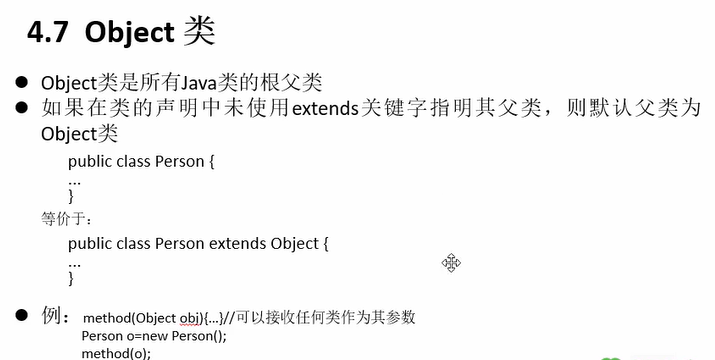 4.7 Object 类
● Object类是所有Java类的根父类
● 如果在类的声明中未使用extends关键字指明其父类，则默认父类为
Object类
public class Person {
...
}
等价于：
public class Person extends Object {
...
}
● 例： method(Object obj){...}//可以接收任何类作为其参数
Person o=new Person();
method(o);